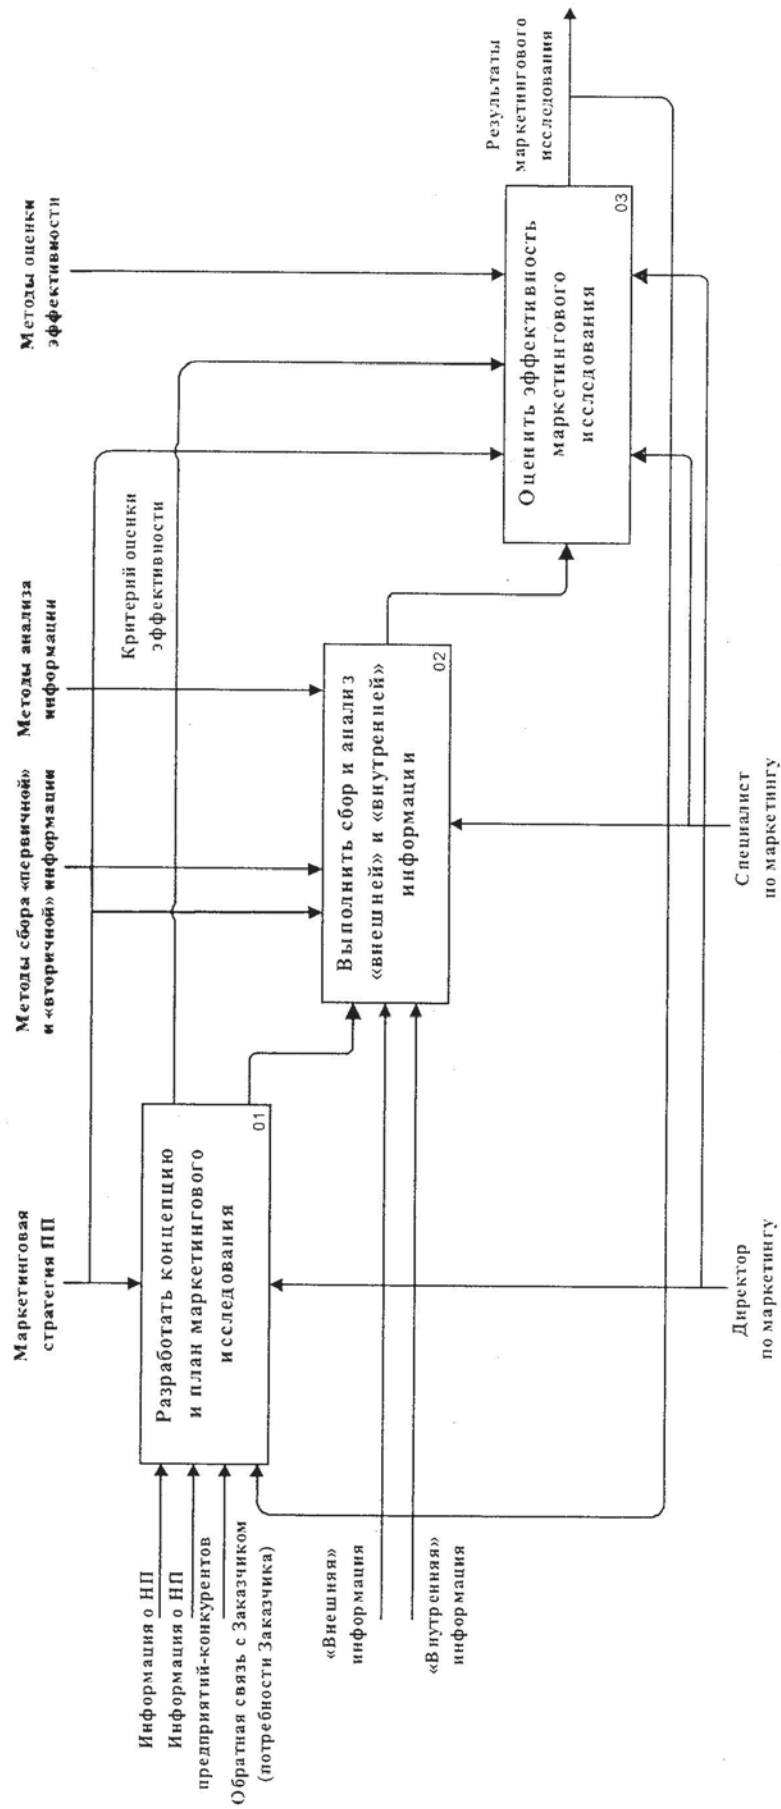 Маркетинговая
стратегия ПП
Методы сбора «первичной»
и «вторичной» информации
Методы анализа
информации
Методы оценки
эффективности
Критерий оценки
эффективности
Результаты
маркетингового
исследования
Информация о НП
Информация о НП
предприятий-конкурентов
Обратная связь с Заказчиком
(потребности Заказчика)
Разработать концепцию
и план маркетингового
исследования
01
Выполнить сбор и анализ
«внешней» и «внутренней»
информации
02
Оценить эффективность
маркетингового
исследования
03
«Внешняя»
информация
«Внутренняя»
информация
Директор
по маркетингу
Специалист
по маркетингу